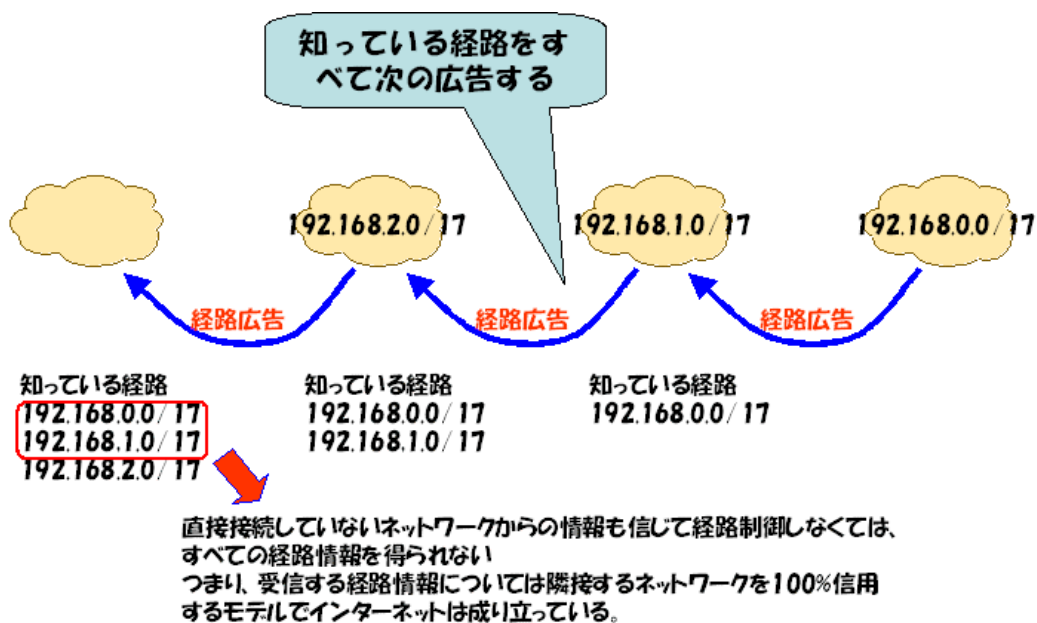 知っている経路をす
べて次の広告する
192.168.2.0/17
192.168.1.0/17
192.168.0.0/17
経路広告
経路広告
経路広告
知っている経路
192.168.0.0/17
192.168.1.0/17
192.168.2.0/17
知っている経路
192.168.0.0/17
192.168.1.0/17
知っている経路
192.168.0.0/17
直接接続していないネットワークからの情報も信じて経路制御しなくては、
すべての経路情報を得られない
つまり、受信する経路情報については隣接するネットワークを100%信用
するモデルでインターネットは成り立っている。